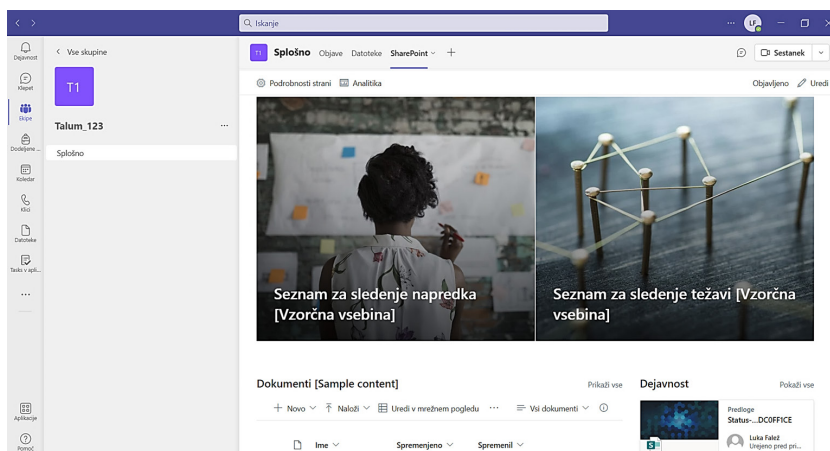 Iskanje
LF
Dejavnost
Klepet
Ekipe
Dodeljene ...
Koledar
Klici
Datoteke
Tasks v apli...
Aplikacije
Pomoč
Vse skupine
T1
Talum_123
Splošno
T1 Splošno Objave Datoteke SharePoint
Sestanek
Podrobnosti strani Analitika
Objavljeno Uredi
Seznam za sledenje napredka
[Vzorčna vsebina]
Seznam za sledenje težavi [Vzorčna
vsebina]
Dokumenti [Sample content] Prikaži vse
Novo Naloži Uredi v mrežnem pogledu ... Vsi dokumenti
Ime Spremenjeno Spremenil
Dejavnost Pokaži vse
Predloge
Status-...DC0FF1CE
Luka Falež
Urejeno pred pri...